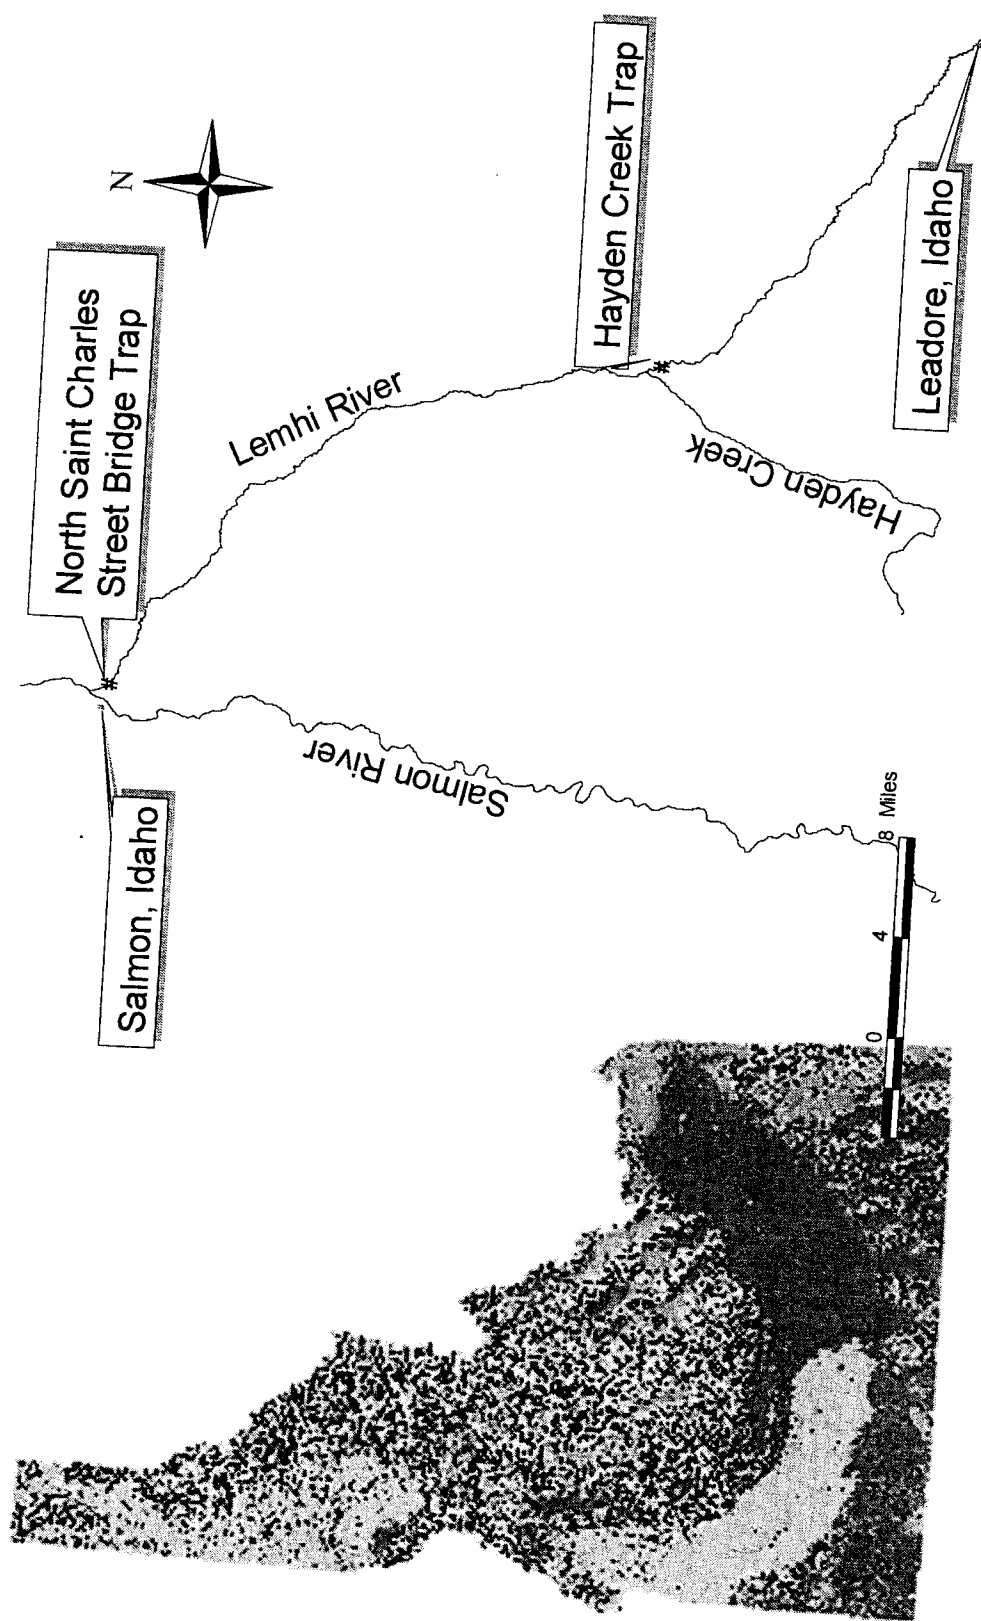 N
North Saint Charles
Street Bridge Trap
Lemhi River
Hayden Creek Trap
Salmon, Idaho
Salmon River
Hayden Creek
Leadore, Idaho
0 4 8 Miles